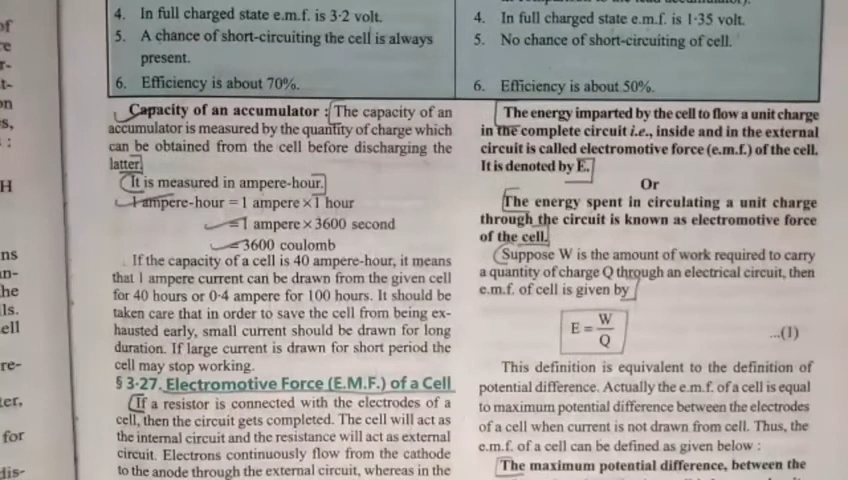 of
re
r-
t-
on
s,
:
H
ns
an-
he
ls.
ell
re-
ter,
for
dis-
4. In full charged state e.m.f. is 3·2 volt.
5. A chance of short-circuiting the cell is always
present.
6. Efficiency is about 70%.
4. In full charged state e.m.f. is 1·35 volt.
5. No chance of short-circuiting of cell.
6. Efficiency is about 50%.
Capacity of an accumulator : The capacity of an
accumulator is measured by the quantity of charge which
can be obtained from the cell before discharging the
latter.
It is measured in ampere-hour.
1 ampere-hour = 1 ampere × 1 hour
= 1 ampere × 3600 second
= 3600 coulomb
If the capacity of a cell is 40 ampere-hour, it means
that 1 ampere current can be drawn from the given cell
for 40 hours or 0·4 ampere for 100 hours. It should be
taken care that in order to save the cell from being ex-
hausted early, small current should be drawn for long
duration. If large current is drawn for short period the
cell may stop working.
§ 3·27. Electromotive Force (E.M.F.) of a Cell
If a resistor is connected with the electrodes of a
cell, then the circuit gets completed. The cell will act as
the internal circuit and the resistance will act as external
circuit. Electrons continuously flow from the cathode
to the anode through the external circuit, whereas in the
The energy imparted by the cell to flow a unit charge
in the complete circuit i.e., inside and in the external
circuit is called electromotive force (e.m.f.) of the cell.
It is denoted by E.
Or
The energy spent in circulating a unit charge
through the circuit is known as electromotive force
of the cell.
Suppose W is the amount of work required to carry
a quantity of charge Q through an electrical circuit, then
e.m.f. of cell is given by
E = W/Q ...(1)
This definition is equivalent to the definition of
potential difference. Actually the e.m.f. of a cell is equal
to maximum potential difference between the electrodes
of a cell when current is not drawn from cell. Thus, the
e.m.f. of a cell can be defined as given below :
The maximum potential difference, between the